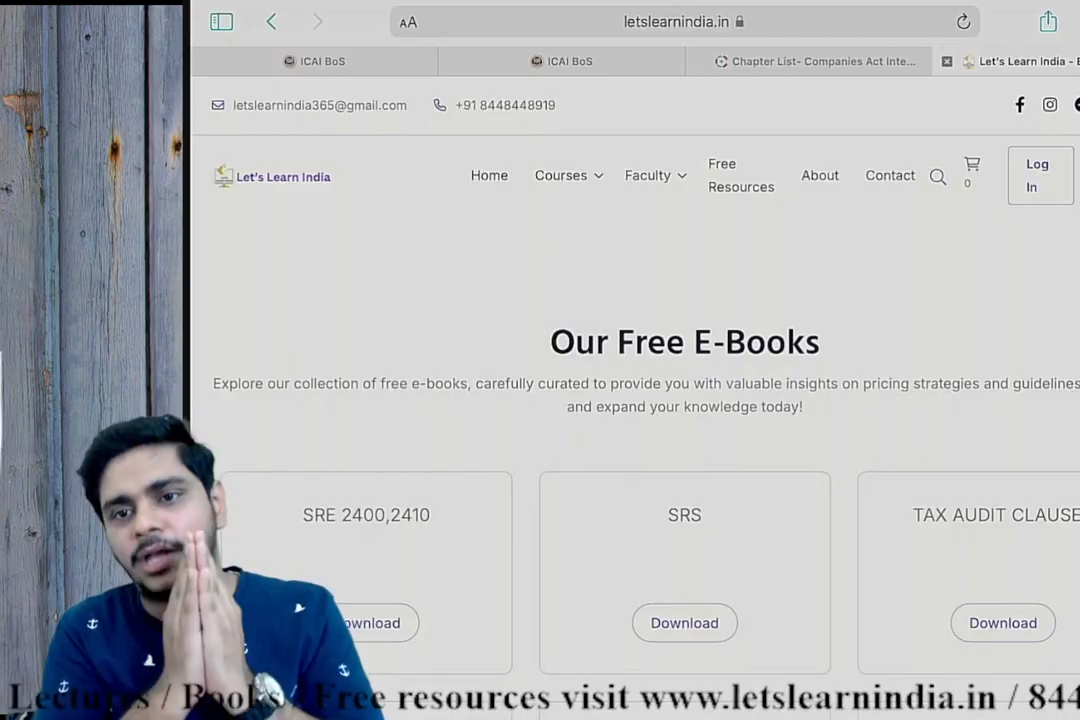 AA
letslearnindia.in
ICAI BoS
ICAI BoS
Chapter List- Companies Act Inte...
Let's Learn India -
letslearnindia365@gmail.com
+91 8448448919
Let's Learn India
Home
Courses
Faculty
Free
Resources
About
Contact
0
Log
In
Our Free E-Books
Explore our collection of free e-books, carefully curated to provide you with valuable insights on pricing strategies and guidelines
and expand your knowledge today!
SRE 2400,2410
SRS
TAX AUDIT CLAUSE
ownload
Download
Download
Lectures / Books / Free resources visit www.letslearnindia.in / 844